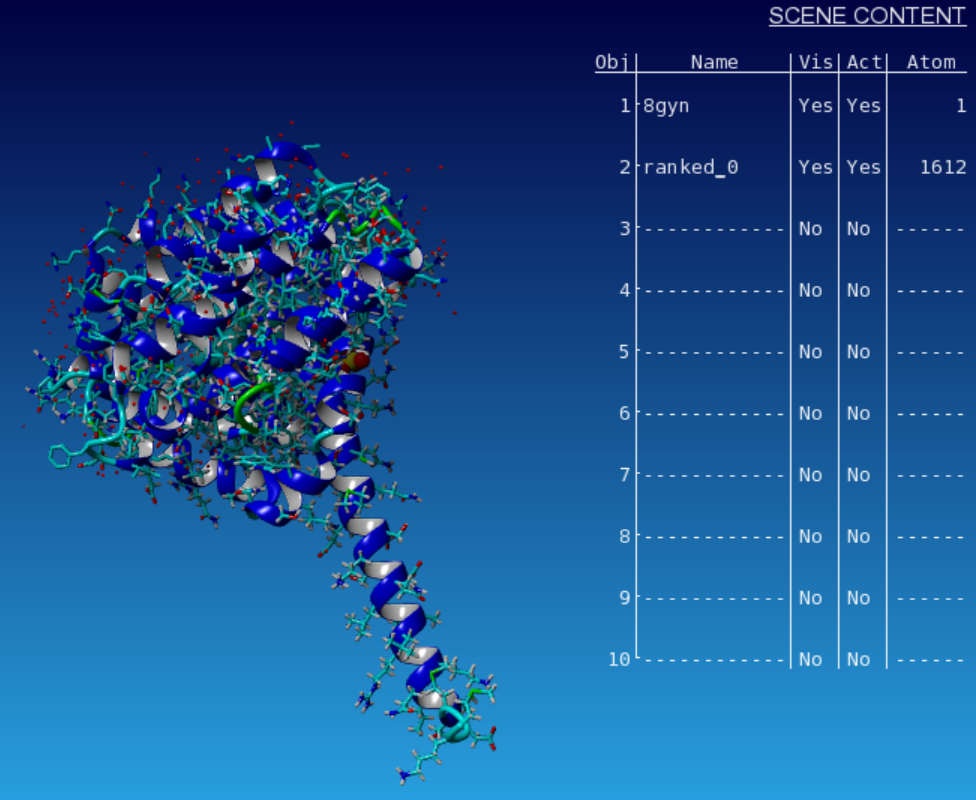 SCENE CONTENT
Obj Name Vis Act Atom
1 8gyn Yes Yes 1
2 ranked_0 Yes Yes 1612
3 ------------ No No ------
4 ------------ No No ------
5 ------------ No No ------
6 ------------ No No ------
7 ------------ No No ------
8 ------------ No No ------
9 ------------ No No ------
10 ------------ No No ------